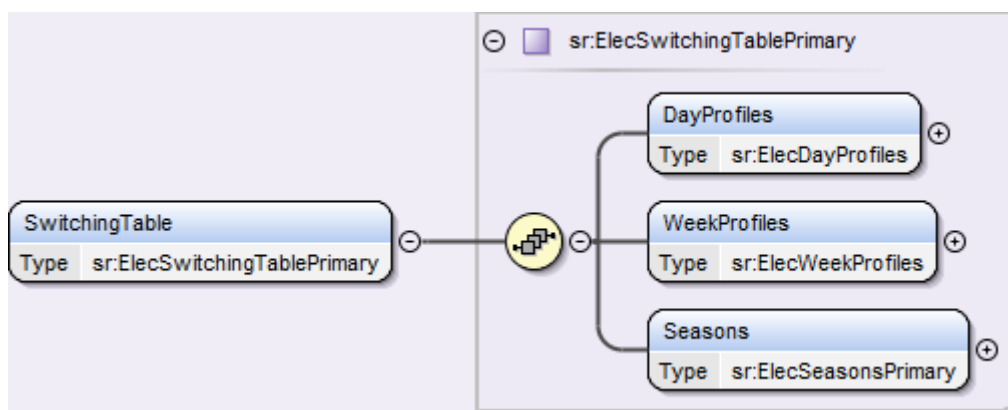 sr:ElecSwitchingTablePrimary
DayProfiles
Type sr:ElecDayProfiles
SwitchingTable
Type sr:ElecSwitchingTablePrimary
WeekProfiles
Type sr:ElecWeekProfiles
Seasons
Type sr:ElecSeasonsPrimary